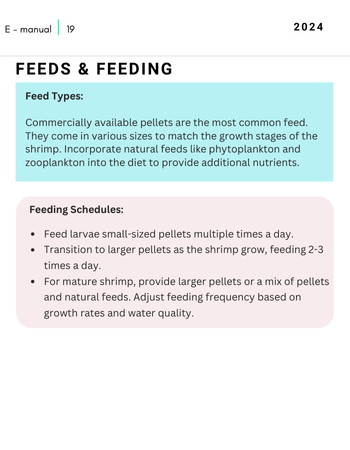 E - manual 19
2024
FEEDS & FEEDING
Feed Types:
Commercially available pellets are the most common feed.
They come in various sizes to match the growth stages of the
shrimp. Incorporate natural feeds like phytoplankton and
zooplankton into the diet to provide additional nutrients.
Feeding Schedules:
• Feed larvae small-sized pellets multiple times a day.
• Transition to larger pellets as the shrimp grow, feeding 2-3
times a day.
• For mature shrimp, provide larger pellets or a mix of pellets
and natural feeds. Adjust feeding frequency based on
growth rates and water quality.